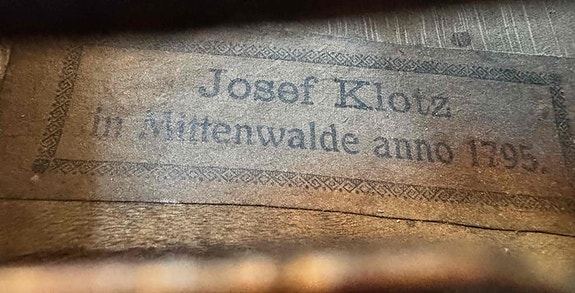 Josef Klotz
in Mittenwalde anno 1795.